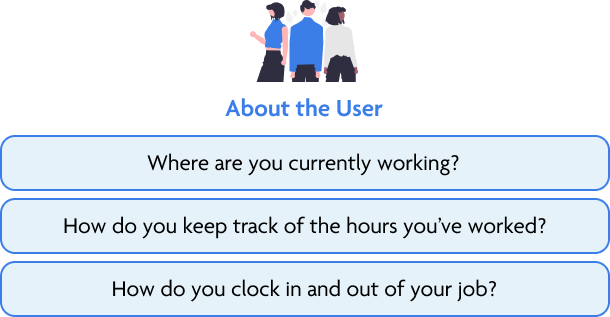 About the User
Where are you currently working?
How do you keep track of the hours you’ve worked?
How do you clock in and out of your job?